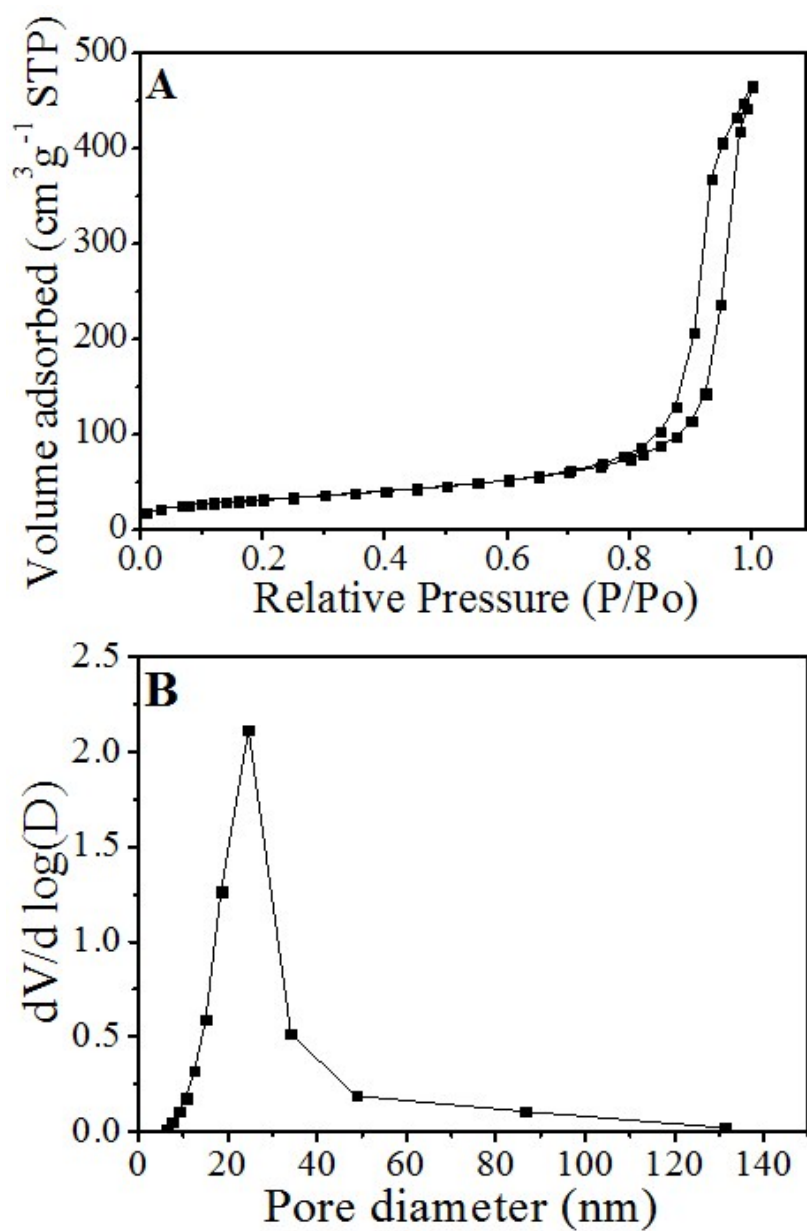 A
Volume adsorbed (cm³g⁻¹ STP)
500
400
300
200
100
0
0.0 0.2 0.4 0.6 0.8 1.0
Relative Pressure (P/Po)
B
dV/d log(D)
2.5
2.0
1.5
1.0
0.5
0.0
0 20 40 60 80 100 120 140
Pore diameter (nm)